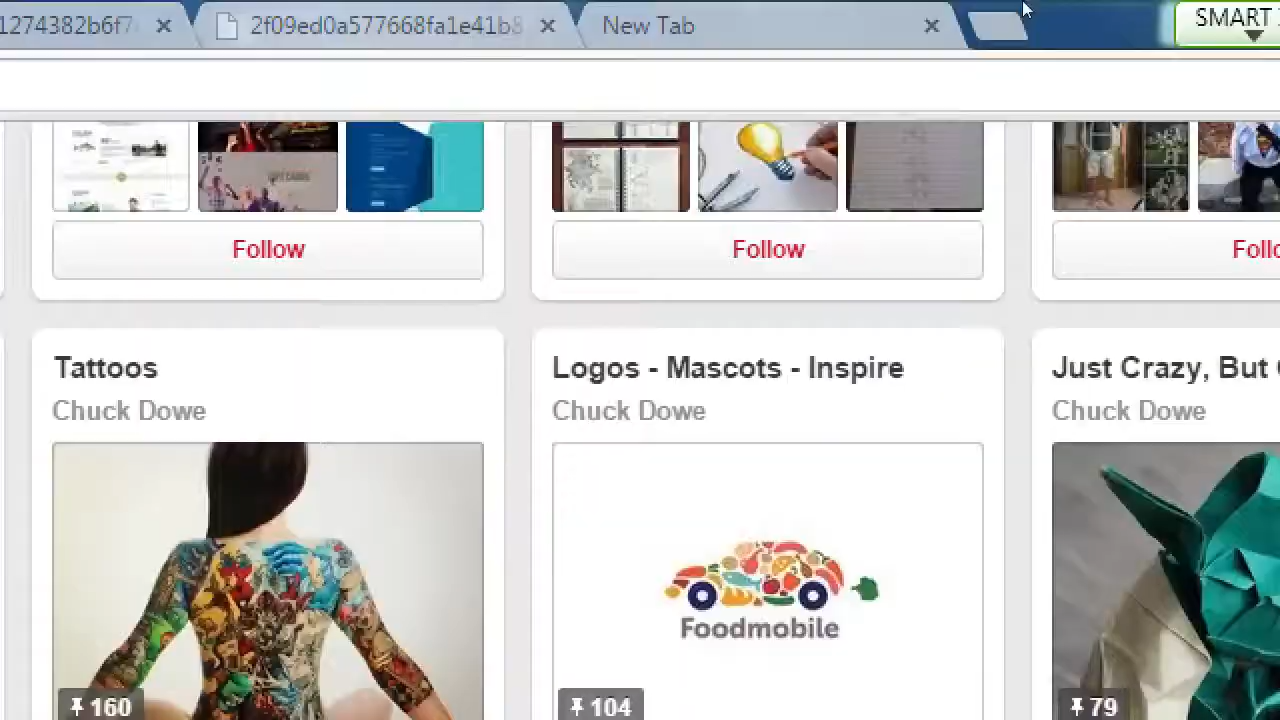 1274382b6f7
2f09ed0a577668fa1e41b8
New Tab
SMART
Follow
Follow
Follo
Tattoos
Chuck Dowe
Logos - Mascots - Inspire
Chuck Dowe
Just Crazy, But
Chuck Dowe
Foodmobile
160
104
79